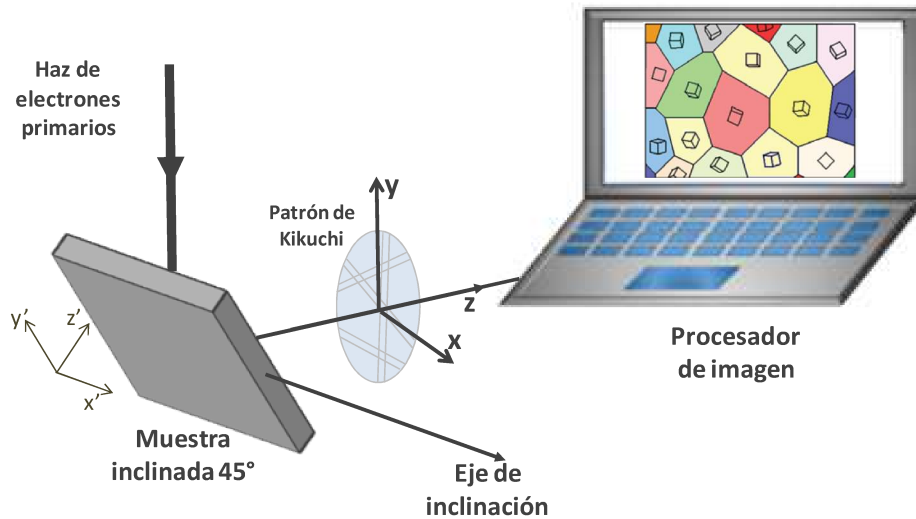 Haz de
electrones
primarios
Patrón de
Kikuchi
y
z
x
y’
z’
x’
Procesador
de imagen
Muestra
inclinada 45°
Eje de
inclinación